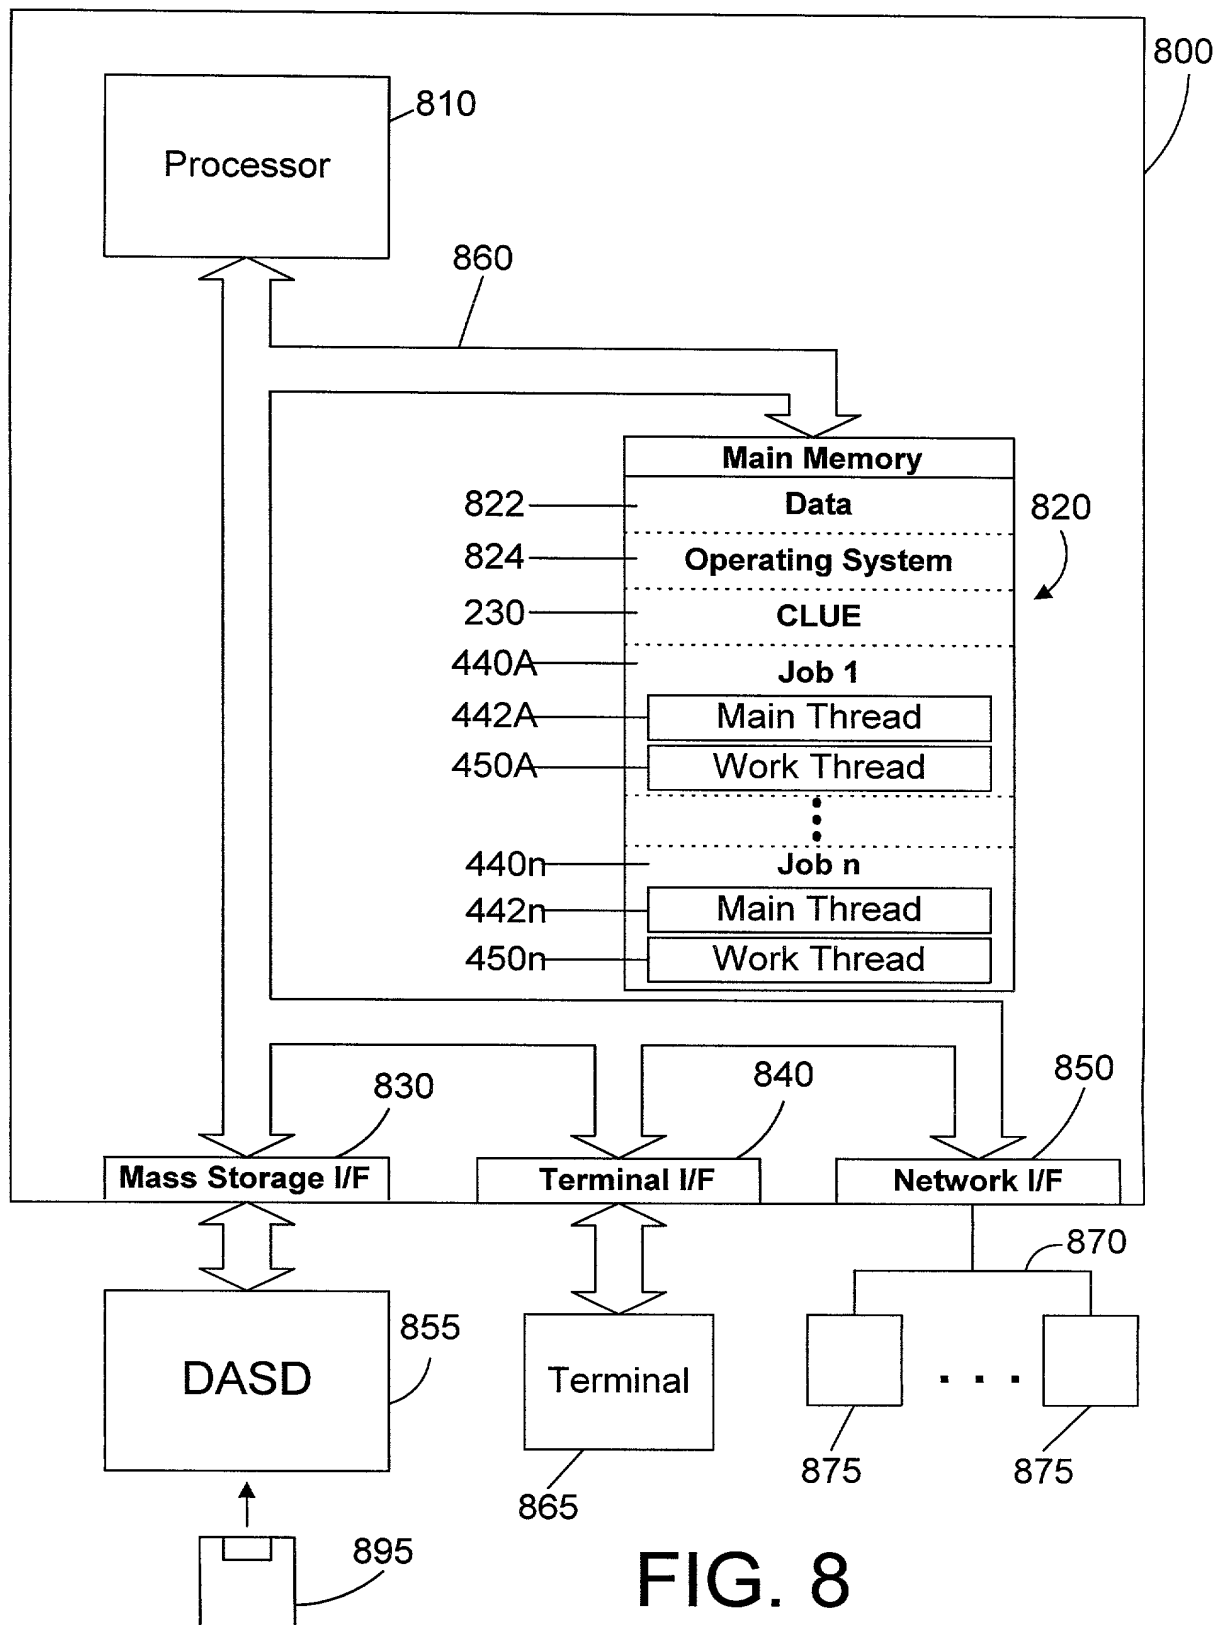 800
810
Processor
860
Main Memory
822 Data
820
824 Operating System
230 CLUE
440A Job 1
442A Main Thread
450A Work Thread
440n Job n
442n Main Thread
450n Work Thread
830 840 850
Mass Storage I/F Terminal I/F Network I/F
870
855
DASD Terminal . . .
875 875
865
895
FIG. 8